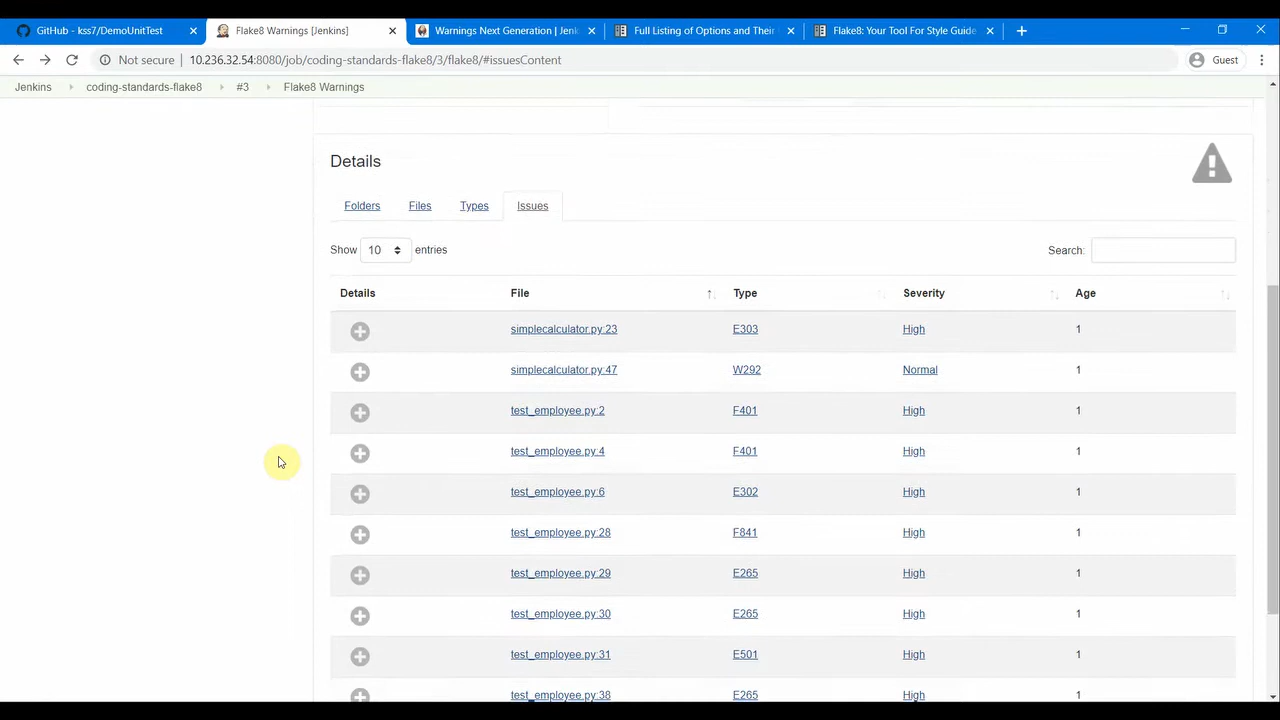 GitHub - kss7/DemoUnitTest
Flake8 Warnings [Jenkins]
Warnings Next Generation | Jenk
Full Listing of Options and Their
Flake8: Your Tool For Style Guide
Not secure | 10.236.32.54:8080/job/coding-standards-flake8/3/flake8/#issuesContent
Guest
Jenkins
coding-standards-flake8
#3
Flake8 Warnings
Details
Folders Files Types Issues
Show 10 entries
Search:
Details File Type Severity Age
simplecalculator.py:23 E303 High 1
simplecalculator.py:47 W292 Normal 1
test_employee.py:2 F401 High 1
test_employee.py:4 F401 High 1
test_employee.py:6 E302 High 1
test_employee.py:28 F841 High 1
test_employee.py:29 E265 High 1
test_employee.py:30 E265 High 1
test_employee.py:31 E501 High 1
test_employee.py:38 E265 High 1